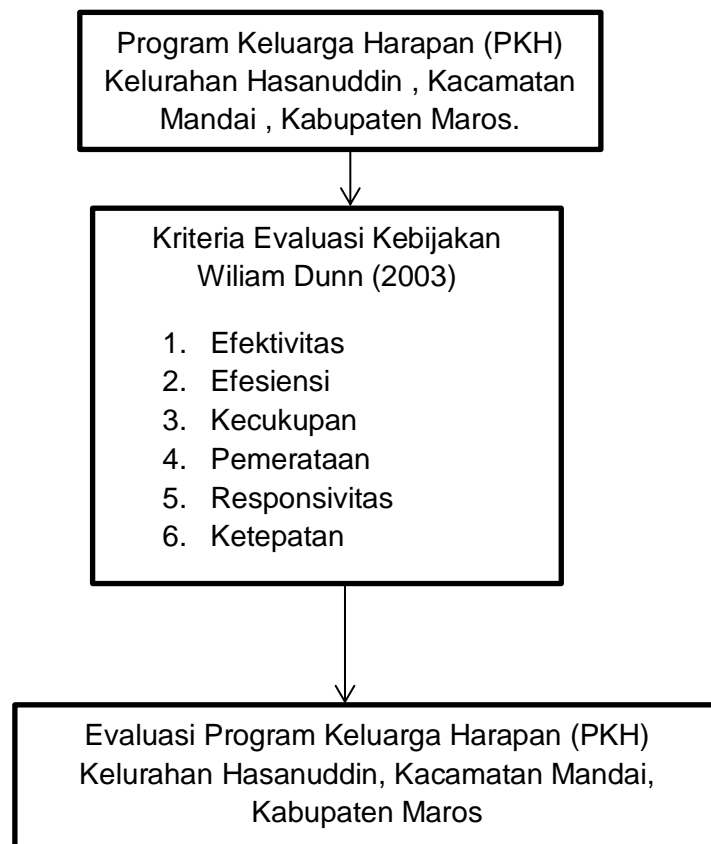 Program Keluarga Harapan (PKH)
Kelurahan Hasanuddin , Kacamatan
Mandai , Kabupaten Maros.
Kriteria Evaluasi Kebijakan
Wiliam Dunn (2003)
1. Efektivitas
2. Efesiensi
3. Kecukupan
4. Pemerataan
5. Responsivitas
6. Ketepatan
Evaluasi Program Keluarga Harapan (PKH)
Kelurahan Hasanuddin, Kacamatan Mandai,
Kabupaten Maros